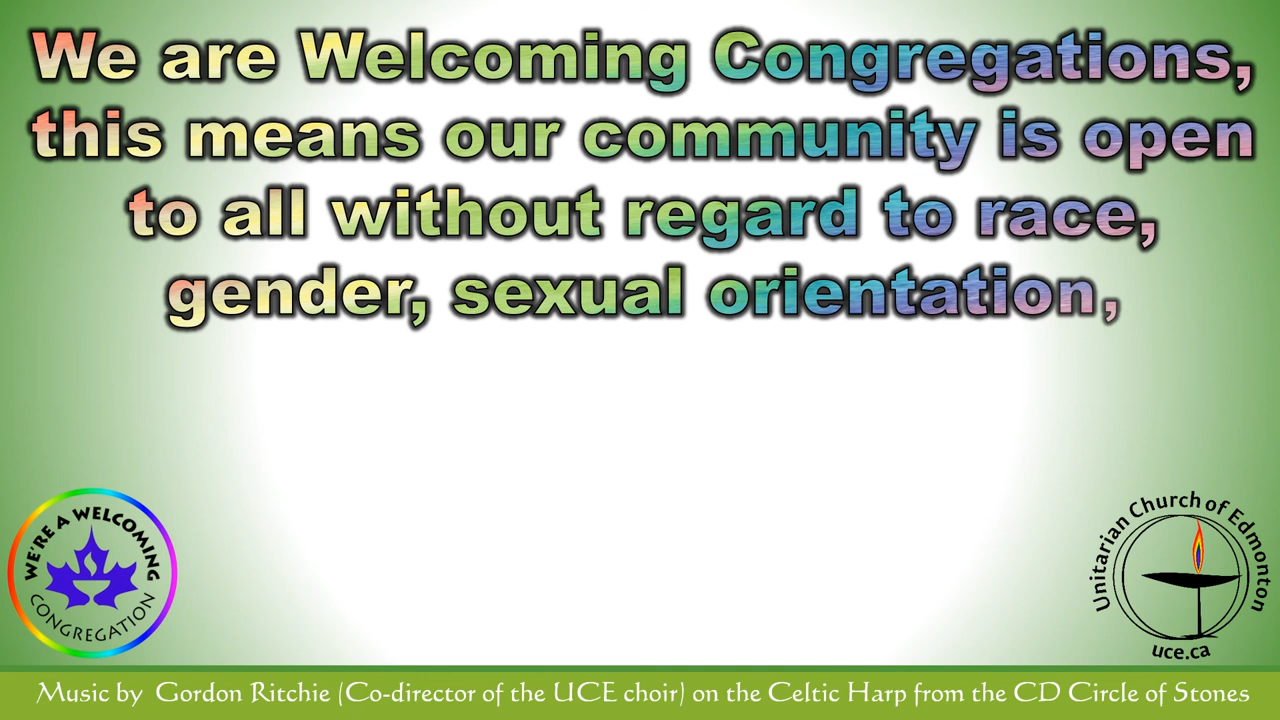 We are Welcoming Congregations,
this means our community is open
to all without regard to race,
gender, sexual orientation,
WE'RE A WELCOMING
CONGREGATION
Unitarian Church of Edmonton
uce.ca
Music by Gordon Ritchie (Co-director of the UCE choir) on the Celtic Harp from the CD Circle of Stones